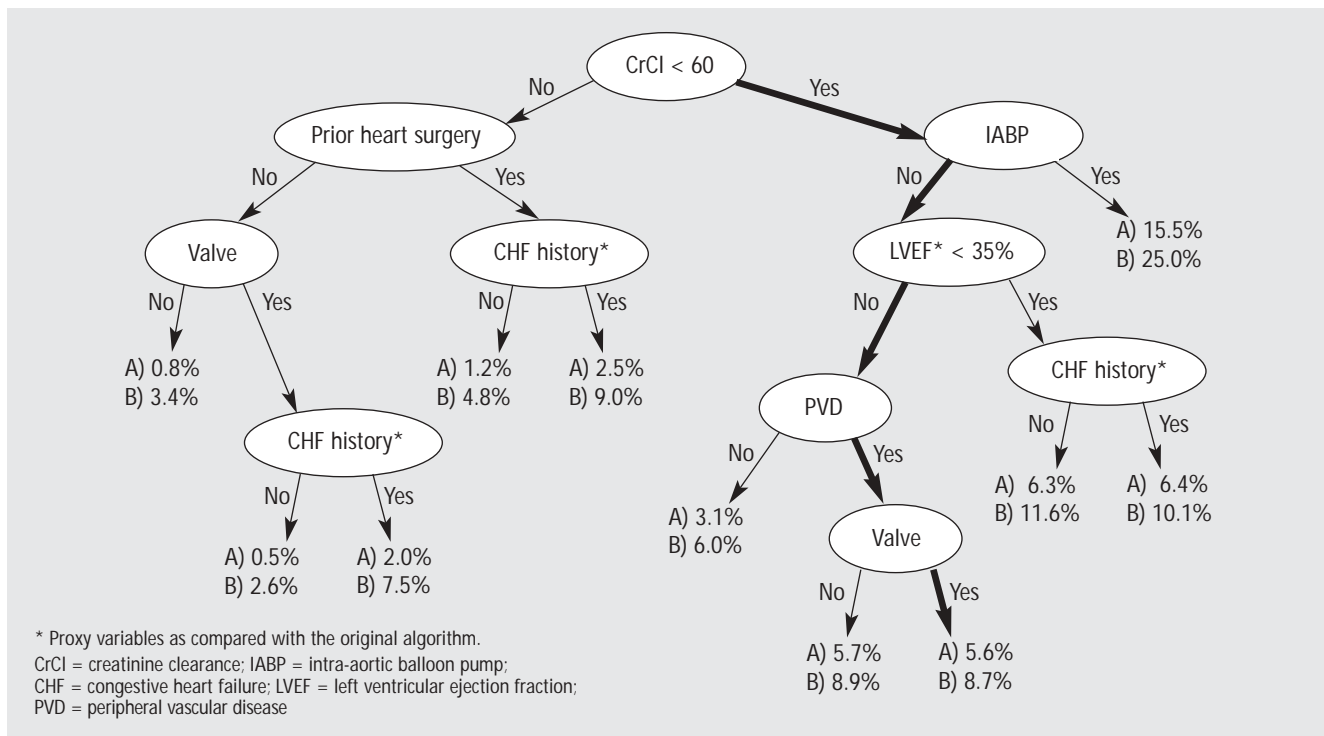 CrCl < 60
No
Yes
Prior heart surgery
IABP
No
Yes
No
Yes
Valve
CHF history*
LVEF* < 35%
A) 15.5%
B) 25.0%
No
Yes
No
Yes
No
Yes
A) 0.8%
B) 3.4%
A) 1.2%
B) 4.8%
A) 2.5%
B) 9.0%
PVD
CHF history*
CHF history*
No
Yes
No
Yes
No
Yes
A) 3.1%
B) 6.0%
A) 6.3%
B) 11.6%
A) 6.4%
B) 10.1%
Valve
A) 0.5%
B) 2.6%
A) 2.0%
B) 7.5%
No
Yes
A) 5.7%
B) 8.9%
A) 5.6%
B) 8.7%
* Proxy variables as compared with the original algorithm.
CrCl = creatinine clearance; IABP = intra-aortic balloon pump;
CHF = congestive heart failure; LVEF = left ventricular ejection fraction;
PVD = peripheral vascular disease